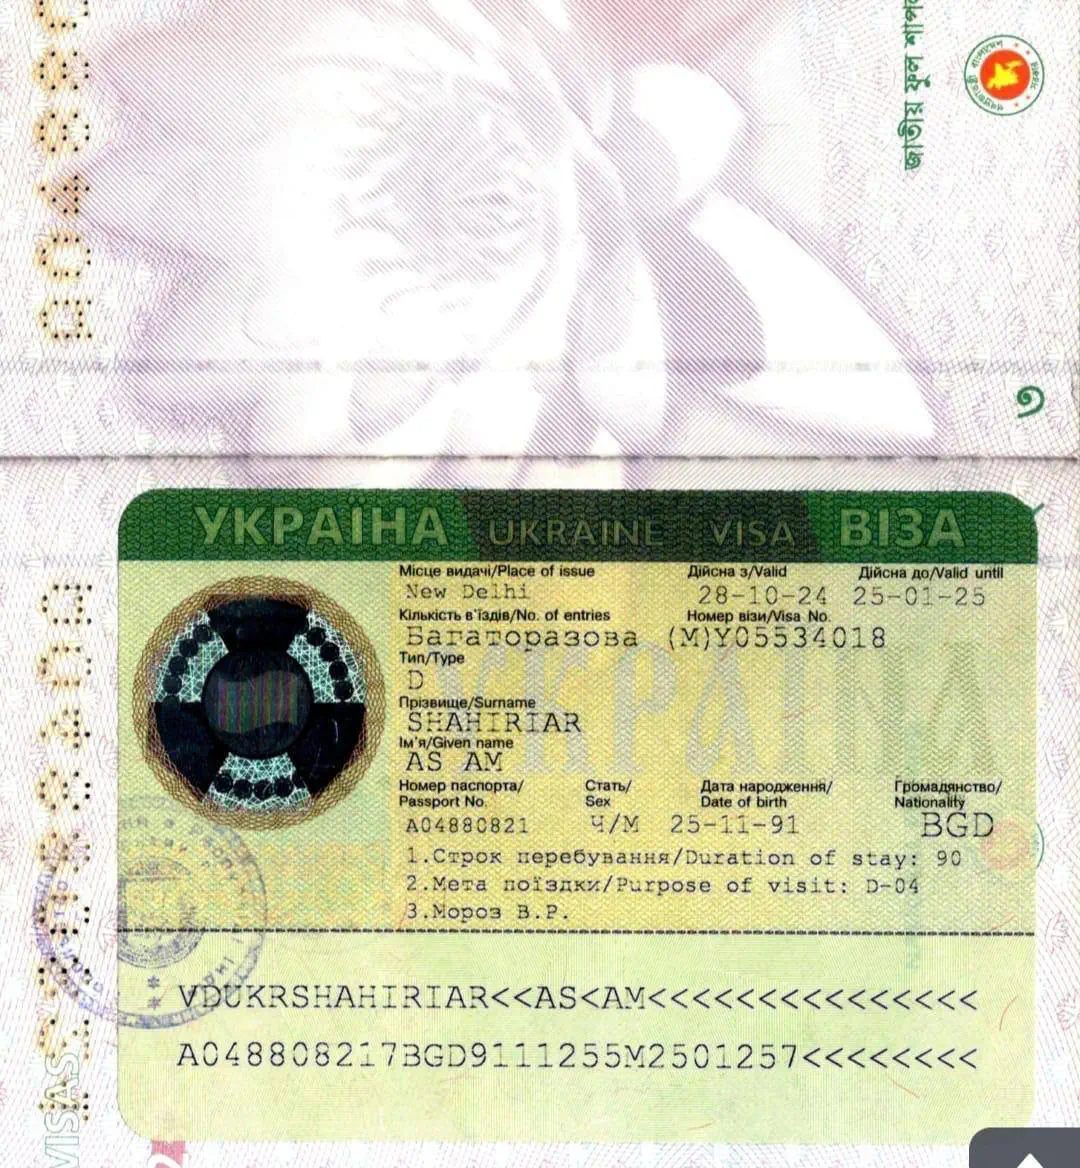 জাতীয় ফুল শাপলা
৩
УКРАЇНА UKRAINE VISA ВІЗА
Місце видачі/Place of issue Дійсна з/Valid Дійсна до/Valid until
New Delhi 28-10-24 25-01-25
Кількість в'їздів/No. of entries Номер візи/Visa No.
Багаторазова (M)Y05534018
Тип/Type
D
Прізвище/Surname
SHAHIRIAR
Ім'я/Given name
AS AM
Номер паспорта/ Стать/ Дата народження/ Громадянство/
Passport No. Sex Date of birth Nationality
A04880821 Ч/M 25-11-91 BGD
1.Строк перебування/Duration of stay: 90
2.Мета поїздки/Purpose of visit: D-04
3.Мороз В.Р.
VDUKRSHAHIRIAR<<AS<AM<<<<<<<<<<<<<<<
A048808217BGD9111255M2501257<<<<<<<<
VISAS